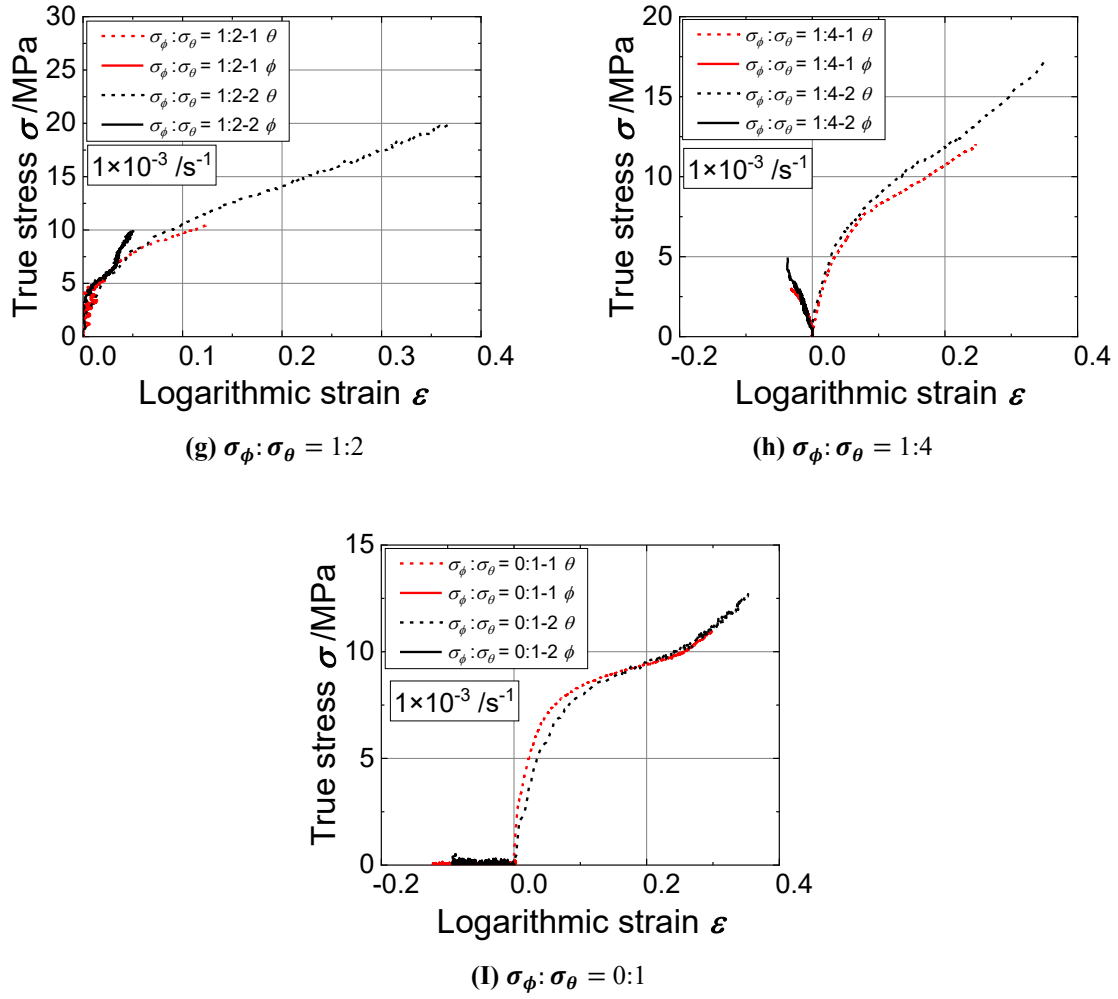 30
25
20
15
10
5
0
0.0 0.1 0.2 0.3 0.4
True stress σ /MPa
Logarithmic strain ε
σϕ:σθ = 1:2-1 θ
σϕ:σθ = 1:2-1 ϕ
σϕ:σθ = 1:2-2 θ
σϕ:σθ = 1:2-2 ϕ
1×10⁻³ /s⁻¹
(g) σϕ: σθ = 1:2
20
15
10
5
0
-0.2 0.0 0.2 0.4
True stress σ /MPa
Logarithmic strain ε
σϕ:σθ = 1:4-1 θ
σϕ:σθ = 1:4-1 ϕ
σϕ:σθ = 1:4-2 θ
σϕ:σθ = 1:4-2 ϕ
1×10⁻³ /s⁻¹
(h) σϕ: σθ = 1:4
15
10
5
0
-0.2 0.0 0.2 0.4
True stress σ /MPa
Logarithmic strain ε
σϕ:σθ = 0:1-1 θ
σϕ:σθ = 0:1-1 ϕ
σϕ:σθ = 0:1-2 θ
σϕ:σθ = 0:1-2 ϕ
1×10⁻³ /s⁻¹
(I) σϕ: σθ = 0:1